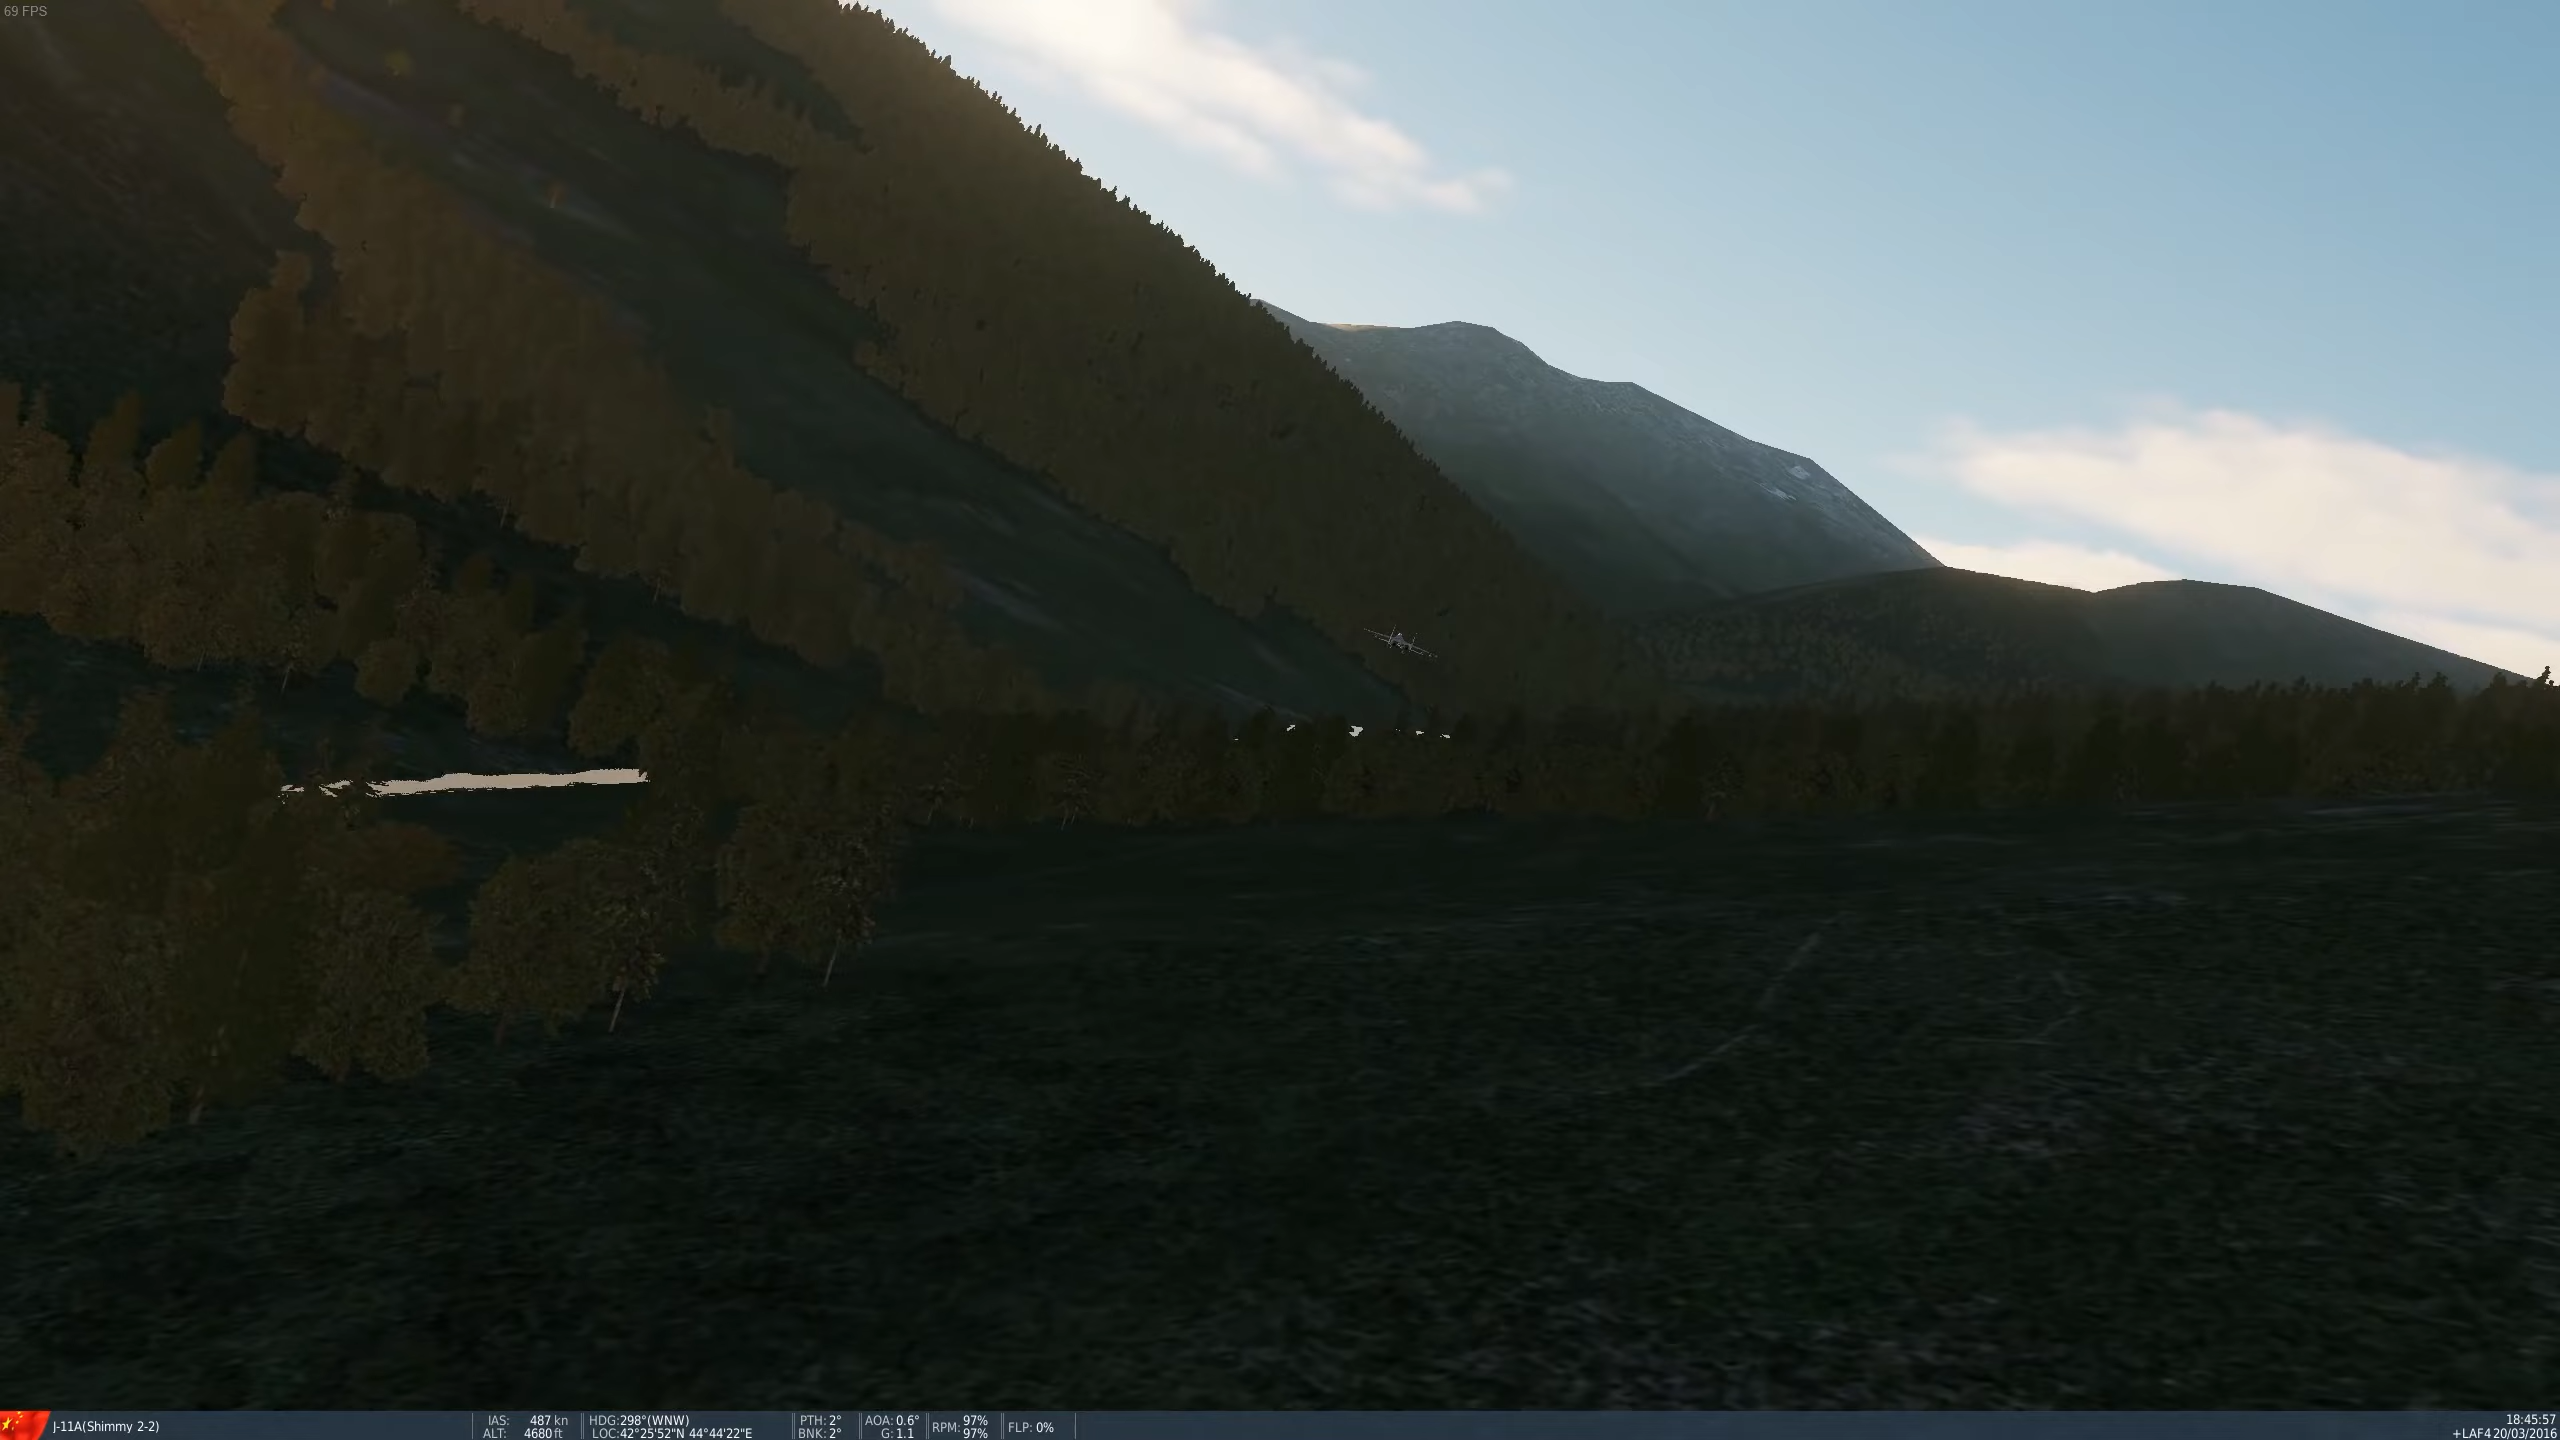 69 FPS
J-11A(Shimmy 2-2)
IAS: 487 kn
ALT: 4680 ft
HDG:298°(WNW)
LOC:42°25'52"N 44°44'22"E
PTH: 2°
BNK: 2°
AOA: 0.6°
G: 1.1
RPM: 97%
97%
FLP: 0%
18:45:57
+LAF4 20/03/2016